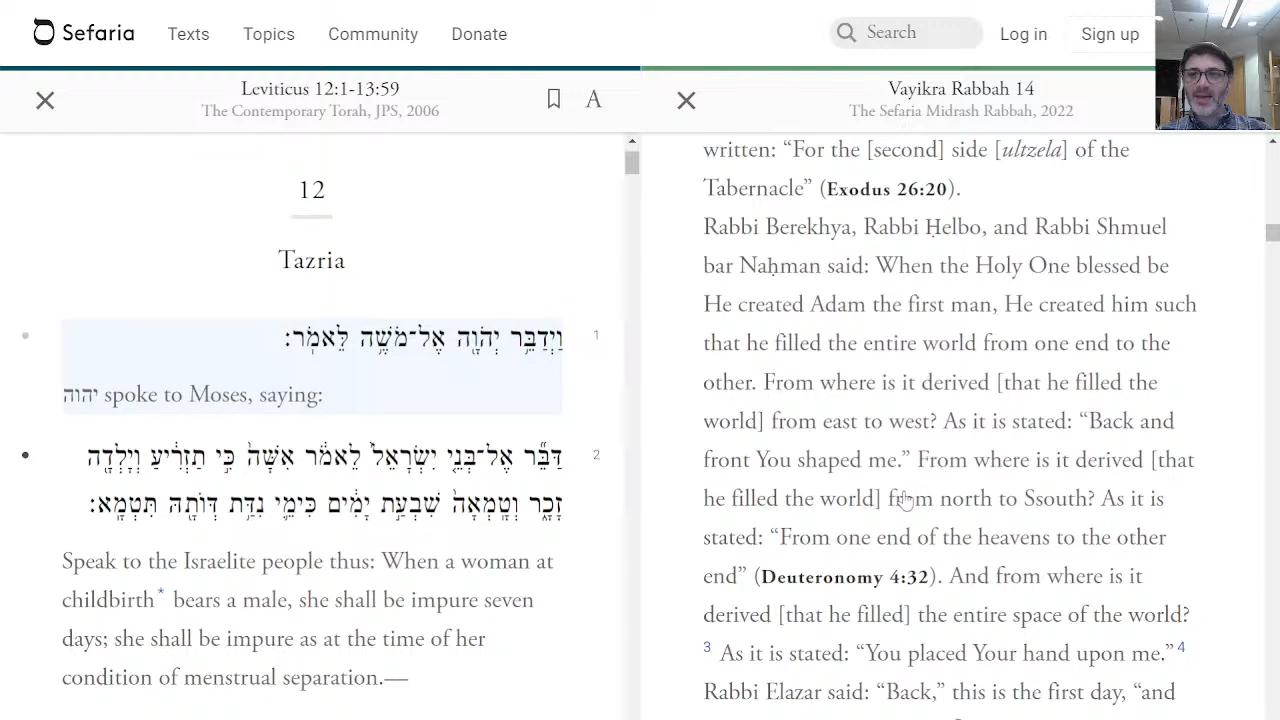 Sefaria Texts Topics Community Donate Search Log in Sign up
Leviticus 12:1-13:59
The Contemporary Torah, JPS, 2006
A
12
Tazria
וַיְדַבֵּ֥ר יְהֹוָ֖ה אֶל־מֹשֶׁ֥ה לֵּאמֹֽר׃
1
יהוה spoke to Moses, saying:
דַּבֵּ֞ר אֶל־בְּנֵ֤י יִשְׂרָאֵל֙ לֵאמֹ֔ר אִשָּׁה֙ כִּ֣י תַזְרִ֔יעַ וְיָלְדָ֖ה
2
זָכָ֑ר וְטָֽמְאָה֙ שִׁבְעַ֣ת יָמִ֔ים כִּימֵ֛י נִדַּ֥ת דְּוֺתָ֖הּ תִּטְמָֽא׃
Speak to the Israelite people thus: When a woman at
childbirth* bears a male, she shall be impure seven
days; she shall be impure as at the time of her
condition of menstrual separation.—
Vayikra Rabbah 14
The Sefaria Midrash Rabbah, 2022
written: “For the [second] side [ultzela] of the
Tabernacle” (Exodus 26:20).
Rabbi Berekhya, Rabbi Ḥelbo, and Rabbi Shmuel
bar Naḥman said: When the Holy One blessed be
He created Adam the first man, He created him such
that he filled the entire world from one end to the
other. From where is it derived [that he filled the
world] from east to west? As it is stated: “Back and
front You shaped me.” From where is it derived [that
he filled the world] from north to Ssouth? As it is
stated: “From one end of the heavens to the other
end” (Deuteronomy 4:32). And from where is it
derived [that he filled] the entire space of the world?
3 As it is stated: “You placed Your hand upon me.”4
Rabbi Elazar said: “Back,” this is the first day, “and